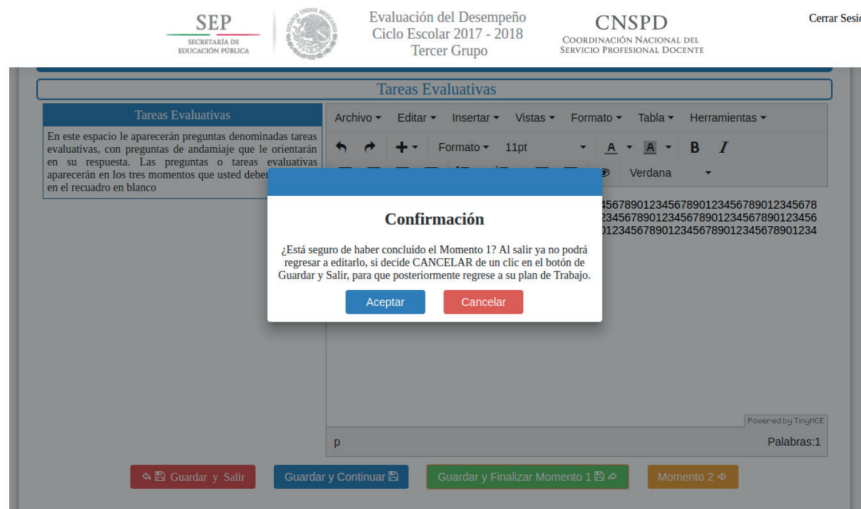 SEP
SECRETARÍA DE
EDUCACIÓN PÚBLICA
Evaluación del Desempeño
Ciclo Escolar 2017 - 2018
Tercer Grupo
CNSPD
COORDINACIÓN NACIONAL DEL
SERVICIO PROFESIONAL DOCENTE
Cerrar
Tareas Evaluativas
Tareas Evaluativas
En este espacio le aparecerán preguntas denominadas tareas
evaluativas, con preguntas de andamiaje que le orientarán
en su respuesta. Las preguntas o tareas evaluativas
aparecerán en los tres momentos que usted
en el recuadro en blanco
Archivo Editar Insertar Vistas Formato Tabla Herramientas
Formato 11pt A A B I
Verdana
4567890123456789012345678901234567890123456789012345678
Confirmación
¿Está seguro de haber concluido el Momento 1? Al salir ya no podrá
regresar a editarlo, si decide CANCELAR de un clic en el botón de
Guardar y Salir, para que posteriormente regrese a su plan de Trabajo.
Aceptar Cancelar
Powered by TinyMCE
p Palabras:1
Guardar y Salir Guardar y Continuar Guardar y Finalizar Momento 1 Momento 2